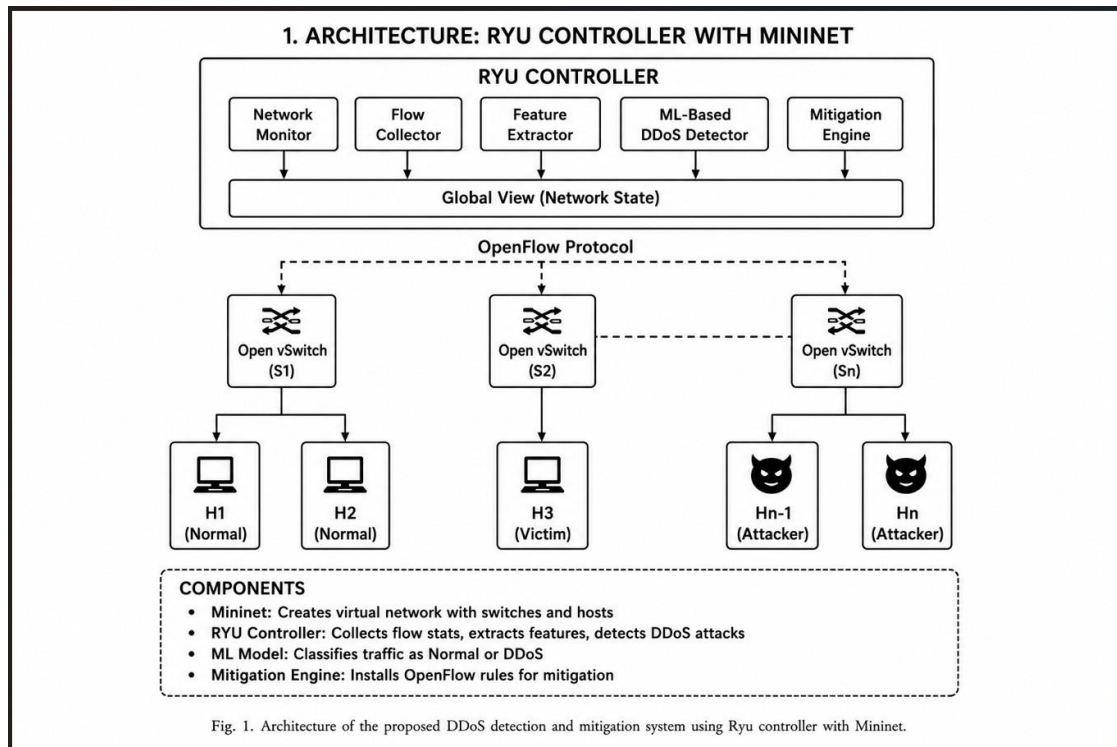 1. ARCHITECTURE: RYU CONTROLLER WITH MININET
RYU CONTROLLER
Network
Monitor
Flow
Collector
Feature
Extractor
ML-Based
DDoS Detector
Mitigation
Engine
Global View (Network State)
OpenFlow Protocol
Open vSwitch
(S1)
Open vSwitch
(S2)
Open vSwitch
(Sn)
H1
(Normal)
H2
(Normal)
H3
(Victim)
Hn-1
(Attacker)
Hn
(Attacker)
COMPONENTS
• Mininet: Creates virtual network with switches and hosts
• RYU Controller: Collects flow stats, extracts features, detects DDoS attacks
• ML Model: Classifies traffic as Normal or DDoS
• Mitigation Engine: Installs OpenFlow rules for mitigation
Fig. 1. Architecture of the proposed DDoS detection and mitigation system using Ryu controller with Mininet.